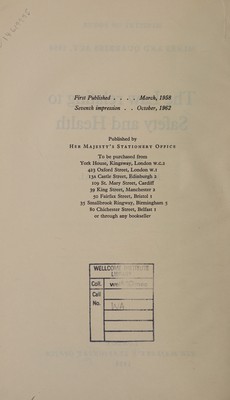 First Published . . . . March, 1958
Seventh impression . . October, 1962
Published by
HER MAJESTY'S STATIONERY OFFICE
To be purchased from
York House, Kingsway, London W.C.2
423 Oxford Street, London W.1
13a Castle Street, Edinburgh 2
109 St. Mary Street, Cardiff
39 King Street, Manchester 2
50 Fairfax Street, Bristol 1
35 Smallbrook Ringway, Birmingham 5
80 Chichester Street, Belfast 1
or through any bookseller
WELLCOME INSTITUTE
LIBRARY
Coll.
Call
No.
WA